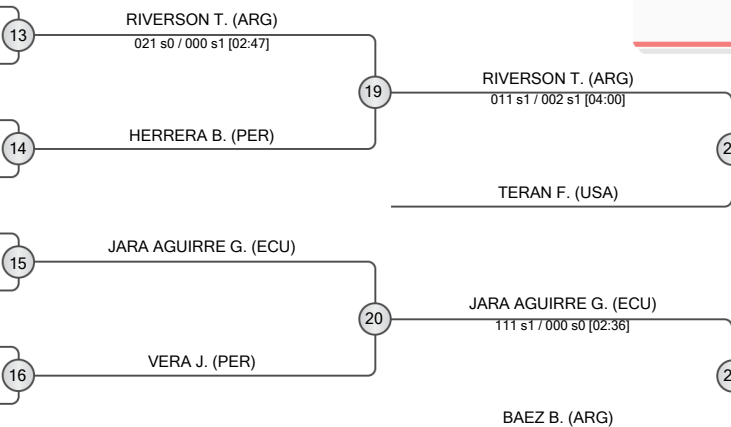 RIVERSON T. (ARG)
13
021 s0 / 000 s1 [02:47]
19
RIVERSON T. (ARG)
011 s1 / 002 s1 [04:00]
HERRERA B. (PER)
14
2
TERAN F. (USA)
JARA AGUIRRE G. (ECU)
15
20
JARA AGUIRRE G. (ECU)
111 s1 / 000 s0 [02:36]
VERA J. (PER)
16
2
BAEZ B. (ARG)